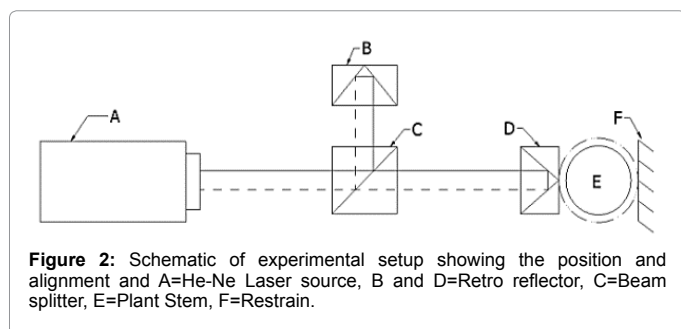 B
A
C
D
F
E
Figure 2: Schematic of experimental setup showing the position and
alignment and A=He-Ne Laser source, B and D=Retro reflector, C=Beam
splitter, E=Plant Stem, F=Restrain.